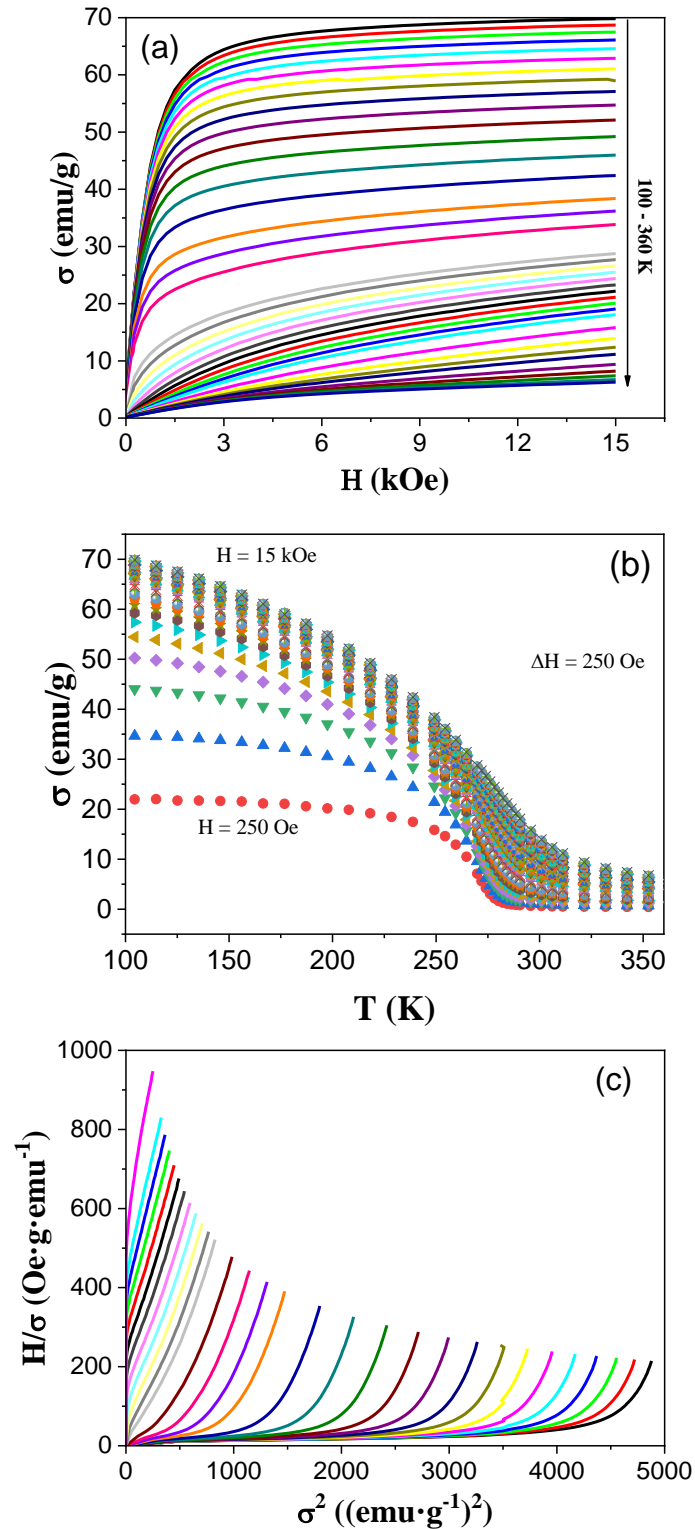 (a)
70
60
50
40
30
20
10
0
σ (emu/g)
100 - 360 K
0 3 6 9 12 15
H (kOe)
(b)
H = 15 kOe
ΔH = 250 Oe
H = 250 Oe
70
60
50
40
30
20
10
0
σ (emu/g)
100 150 200 250 300 350
T (K)
(c)
1000
800
600
400
200
0
H/σ (Oe·g·emu⁻¹)
0 1000 2000 3000 4000 5000
σ² ((emu·g⁻¹)²)